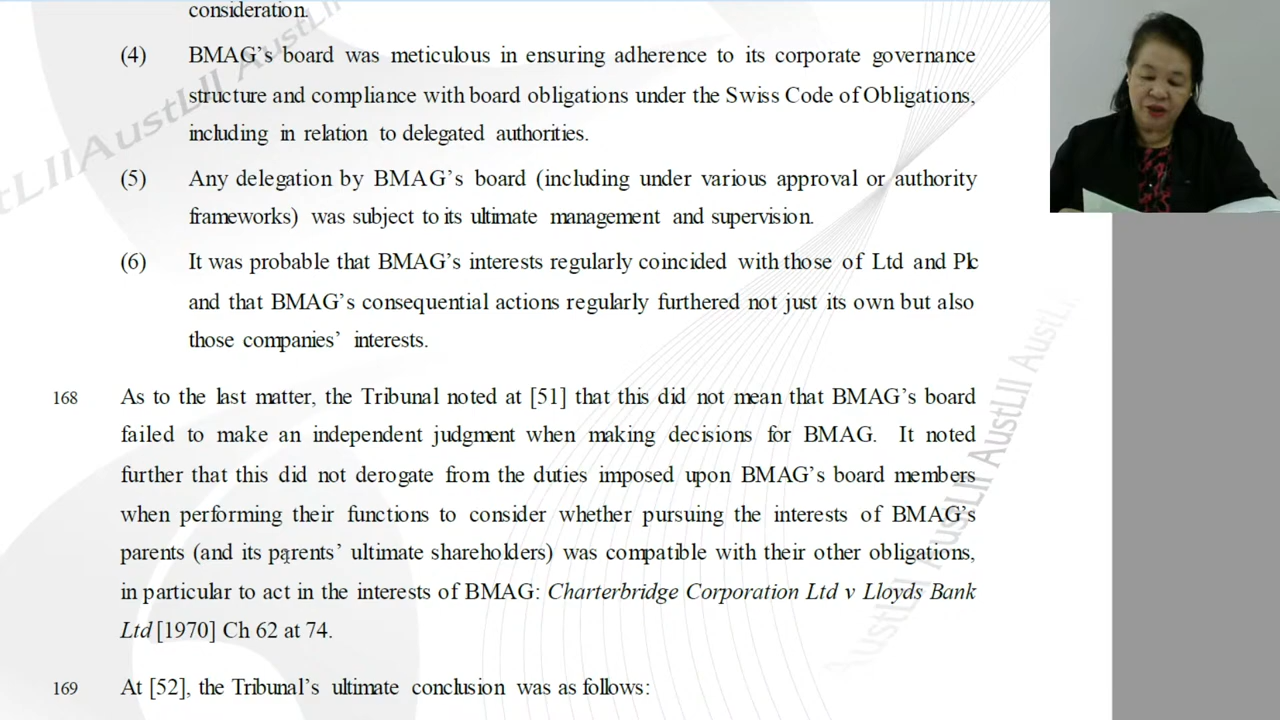 consideration.
(4) BMAG's board was meticulous in ensuring adherence to its corporate governance
structure and compliance with board obligations under the Swiss Code of Obligations,
including in relation to delegated authorities.
(5) Any delegation by BMAG's board (including under various approval or authority
frameworks) was subject to its ultimate management and supervision.
(6) It was probable that BMAG's interests regularly coincided with those of Ltd and Plc
and that BMAG's consequential actions regularly furthered not just its own but also
those companies' interests.
168 As to the last matter, the Tribunal noted at [51] that this did not mean that BMAG's board
failed to make an independent judgment when making decisions for BMAG. It noted
further that this did not derogate from the duties imposed upon BMAG's board members
when performing their functions to consider whether pursuing the interests of BMAG's
parents (and its parents' ultimate shareholders) was compatible with their other obligations,
in particular to act in the interests of BMAG: Charterbridge Corporation Ltd v Lloyds Bank
Ltd [1970] Ch 62 at 74.
169 At [52], the Tribunal's ultimate conclusion was as follows:
AustLII AustLII
AustLII AustLII AustLII